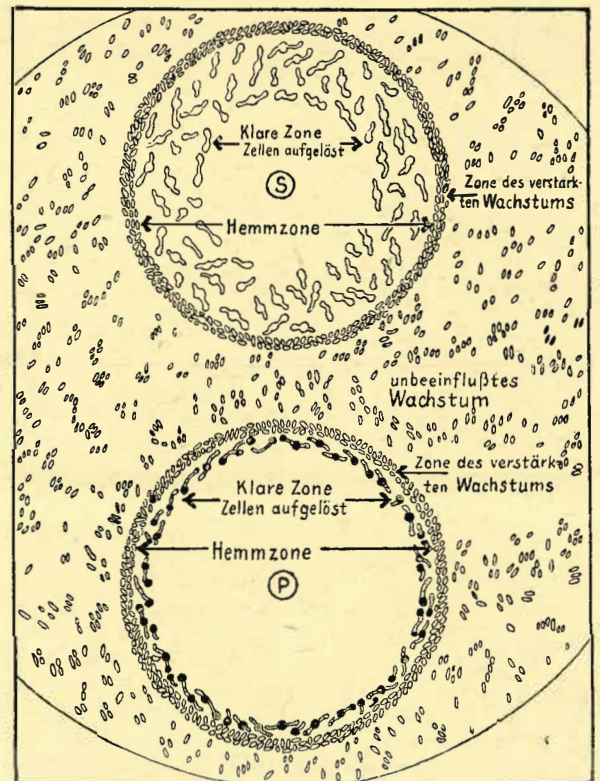 Klare Zone
Zellen aufgelöst
S
Zone des verstärk-
ten Wachstums
Hemmzone
unbeeinflußtes
Wachstum
Zone des verstärk-
ten Wachstums
Klare Zone
Zellen aufgelöst
Hemmzone
P